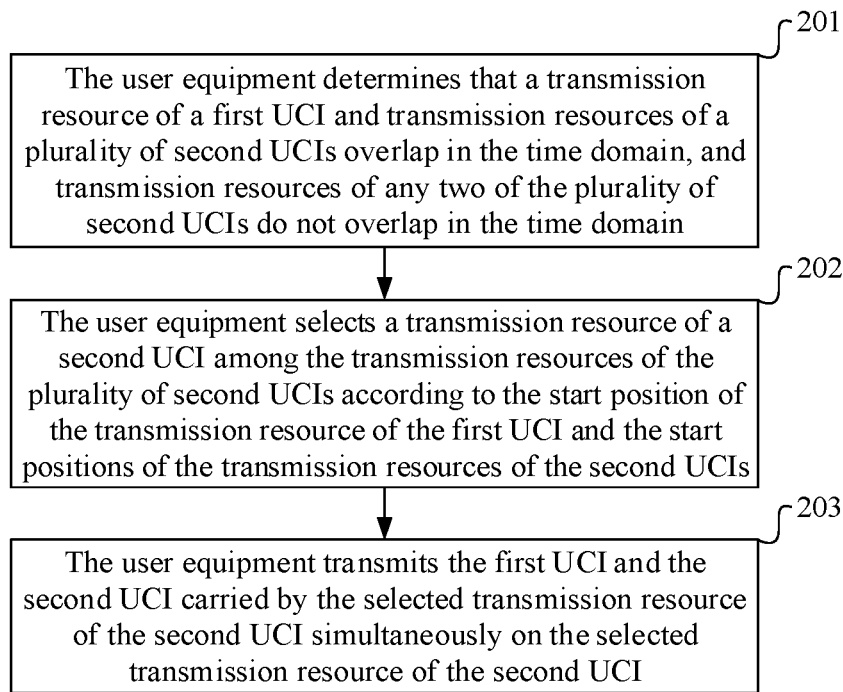 201
The user equipment determines that a transmission
resource of a first UCI and transmission resources of a
plurality of second UCIs overlap in the time domain, and
transmission resources of any two of the plurality of
second UCIs do not overlap in the time domain
202
The user equipment selects a transmission resource of a
second UCI among the transmission resources of the
plurality of second UCIs according to the start position of
the transmission resource of the first UCI and the start
positions of the transmission resources of the second UCIs
203
The user equipment transmits the first UCI and the
second UCI carried by the selected transmission resource
of the second UCI simultaneously on the selected
transmission resource of the second UCI